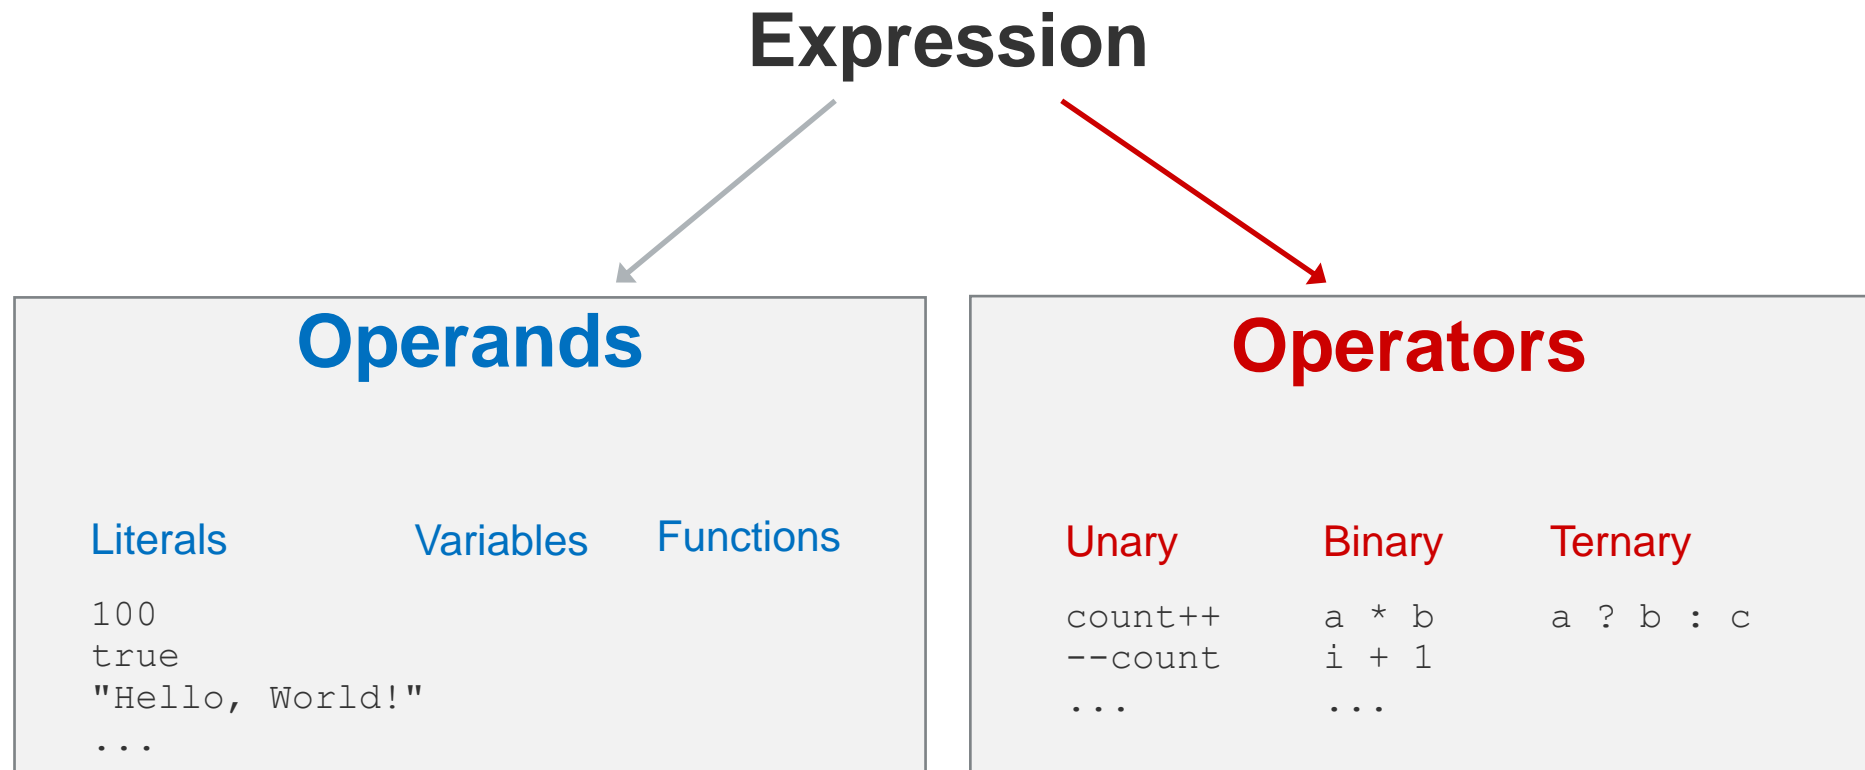 Expression
Operands
Literals Variables Functions
100
true
"Hello, World!"
...
Operators
Unary Binary Ternary
count++ a * b a ? b : c
--count i + 1
... ...